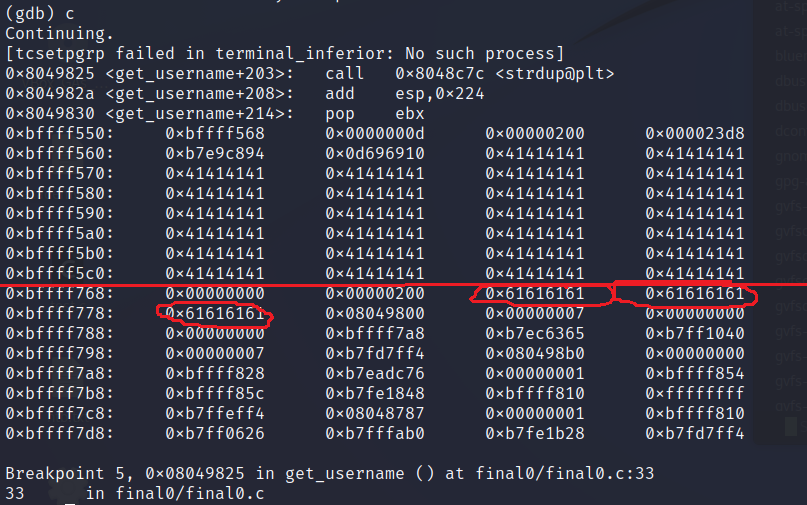 (gdb) c
Continuing.
[tcsetpgrp failed in terminal_inferior: No such process]
0×8049825 <get_username+203>: call 0×8048c7c <strdup@plt>
0×804982a <get_username+208>: add esp,0×224
0×8049830 <get_username+214>: pop ebx
0×bffff550: 0×bffff568 0×0000000d 0×00000200 0×000023d8
0×bffff560: 0×b7e9c894 0×0d696910 0×41414141 0×41414141
0×bffff570: 0×41414141 0×41414141 0×41414141 0×41414141
0×bffff580: 0×41414141 0×41414141 0×41414141 0×41414141
0×bffff590: 0×41414141 0×41414141 0×41414141 0×41414141
0×bffff5a0: 0×41414141 0×41414141 0×41414141 0×41414141
0×bffff5b0: 0×41414141 0×41414141 0×41414141 0×41414141
0×bffff5c0: 0×41414141 0×41414141 0×41414141 0×41414141
0×bffff768: 0×00000000 0×00000200 0×61616161 0×61616161
0×bffff778: 0×61616161 0×08049800 0×00000007 0×00000000
0×bffff788: 0×00000000 0×bffff7a8 0×b7ec6365 0×b7ff1040
0×bffff798: 0×00000007 0×b7fd7ff4 0×080498b0 0×00000000
0×bffff7a8: 0×bffff828 0×b7eadc76 0×00000001 0×bffff854
0×bffff7b8: 0×bffff85c 0×b7fe1848 0×bffff810 0×ffffffff
0×bffff7c8: 0×b7ffeff4 0×08048787 0×00000001 0×bffff810
0×bffff7d8: 0×b7ff0626 0×b7fffab0 0×b7fe1b28 0×b7fd7ff4
Breakpoint 5, 0×08049825 in get_username () at final0/final0.c:33
33 in final0/final0.c